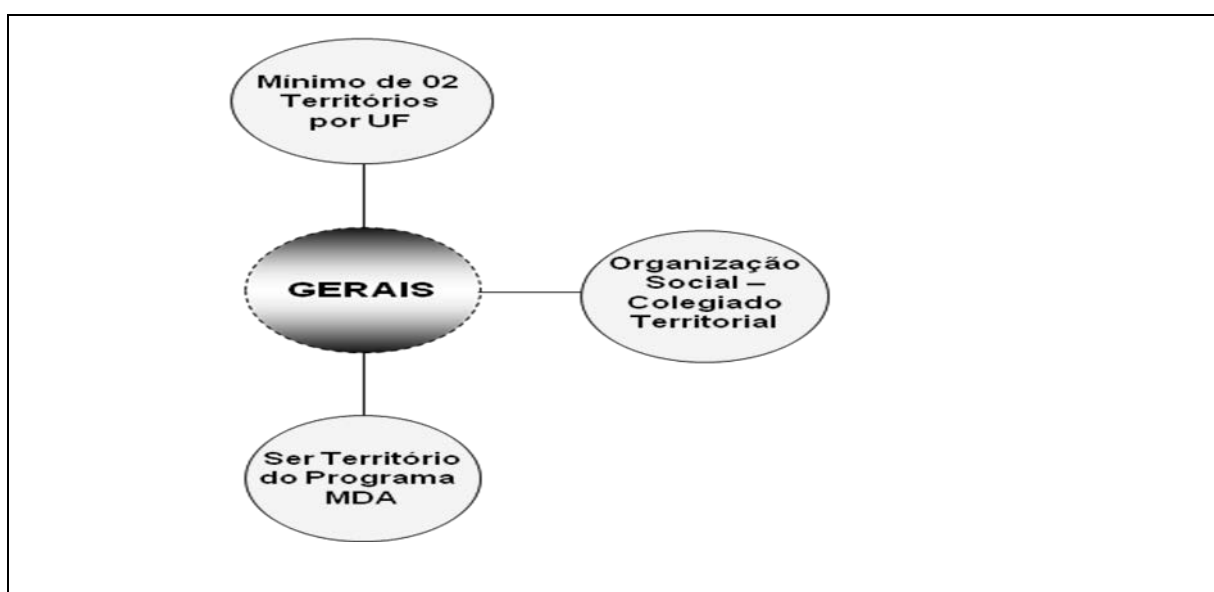 Mínimo de 02
Territórios
por UF
GERAIS
Organização
Social –
Colegiado
Territorial
Ser Território
do Programa
MDA